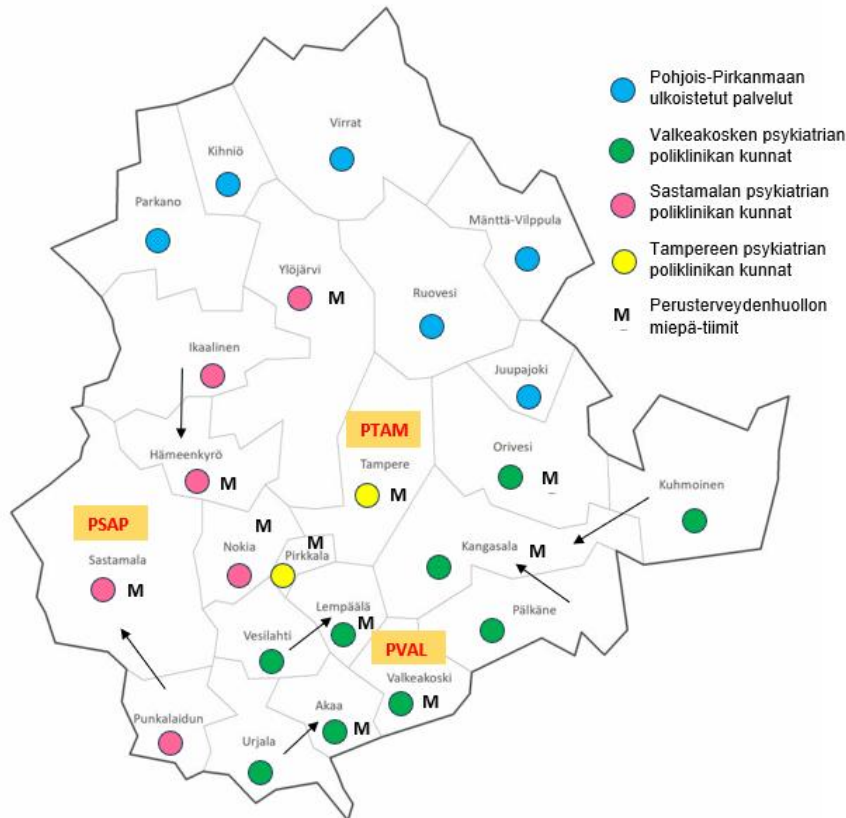 Pohjois-Pirkanmaan
ulkoistetut palvelut
Valkeakosken psykiatrian
poliklinikan kunnat
Sastamalan psykiatrian
poliklinikan kunnat
Tampereen psykiatrian
poliklinikan kunnat
M Perusterveydenhuollon
miepä-tiimit
Virrat
Kihniö
Parkano
Mänttä-Vilppula
Ylöjärvi
M
Ruovesi
Ikaalinen
Juupajoki
PTAM
Hämeenkyrö
M
Tampere
M
Orivesi
M
Kuhmoinen
PSAP
Sastamala
M
M
Nokia
M
Pirkkala
Kangasala M
Lempäälä
M
Pälkäne
Vesilahti
PVAL
Valkeakoski
M
Akaa
M
Punkalaidun
Urjala